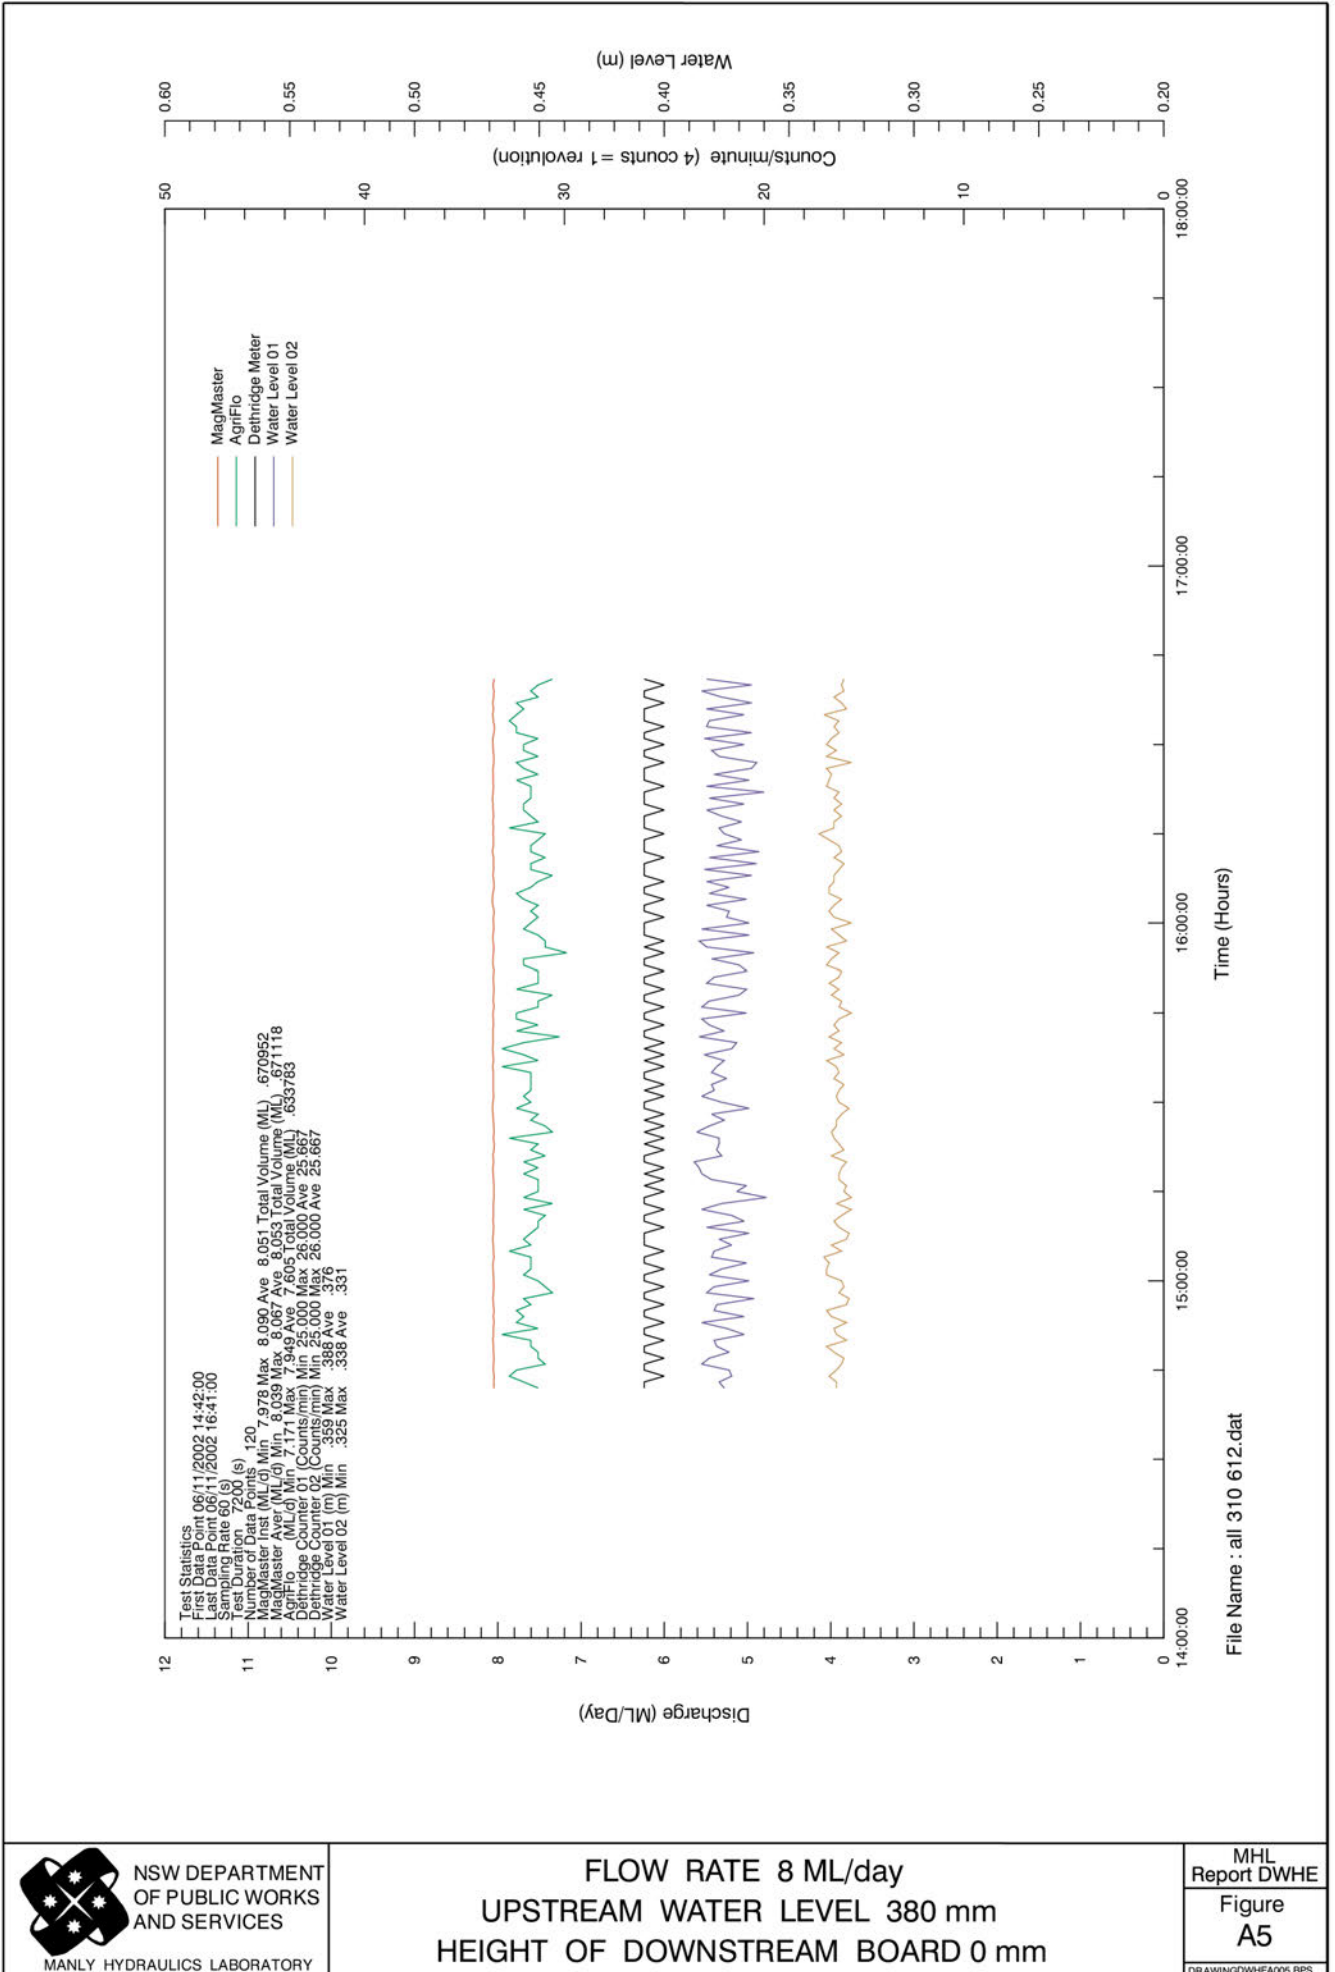 Test Statistics
First Data Point 06/11/2002 14:42:00
Last Data Point 06/11/2002 16:41:00
Sampling Rate 60 (s)
Test Duration 7200 (s)
Number of Data Points 120
MagMaster Inst (ML/d) Min 7.978 Max 8.090 Ave 8.051 Total Volume (ML) .670952
MagMaster Aver (ML/d) Min 8.039 Max 8.067 Ave 8.053 Total Volume (ML) .671118
AgriFlo (ML/d) Min 7.171 Max 7.949 Ave 7.605 Total Volume (ML) .633783
Dethridge Counter 01 (Counts/min) Min 25.000 Max 26.000 Ave 25.667
Dethridge Counter 02 (Counts/min) Min 25.000 Max 26.000 Ave 25.667
Water Level 01 (m) Min .359 Max .388 Ave .376
Water Level 02 (m) Min .325 Max .338 Ave .331
MagMaster
AgriFlo
Dethridge Meter
Water Level 01
Water Level 02
Discharge (ML/Day)
12
11
10
9
8
7
6
5
4
3
2
1
0
14:00:00
15:00:00
16:00:00
17:00:00
18:00:00
Time (Hours)
Counts/minute (4 counts = 1 revolution)
50
40
30
20
10
0
Water Level (m)
0.60
0.55
0.50
0.45
0.40
0.35
0.30
0.25
0.20
File Name : all 310 612.dat
NSW DEPARTMENT
OF PUBLIC WORKS
AND SERVICES
MANLY HYDRAULICS LABORATORY
FLOW RATE 8 ML/day
UPSTREAM WATER LEVEL 380 mm
HEIGHT OF DOWNSTREAM BOARD 0 mm
MHL
Report DWHE
Figure
A5
DRAWINGDWHEA005.BPS